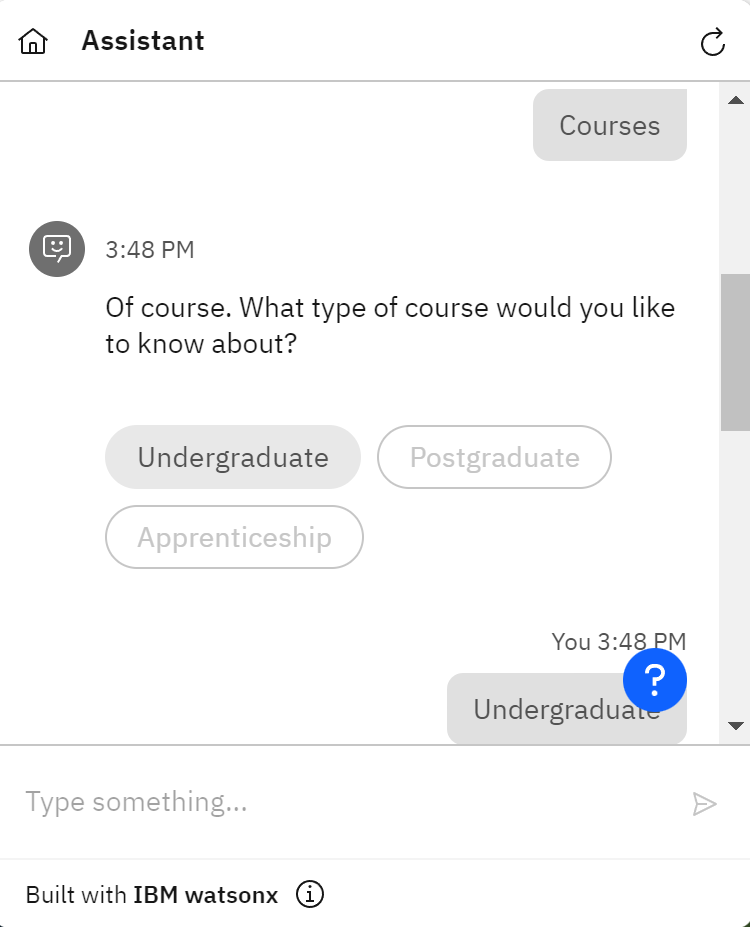 Assistant
Courses
3:48 PM
Of course. What type of course would you like
to know about?
Undergraduate
Postgraduate
Apprenticeship
You 3:48 PM
?
Undergraduate
Type something...
Built with IBM watsonx